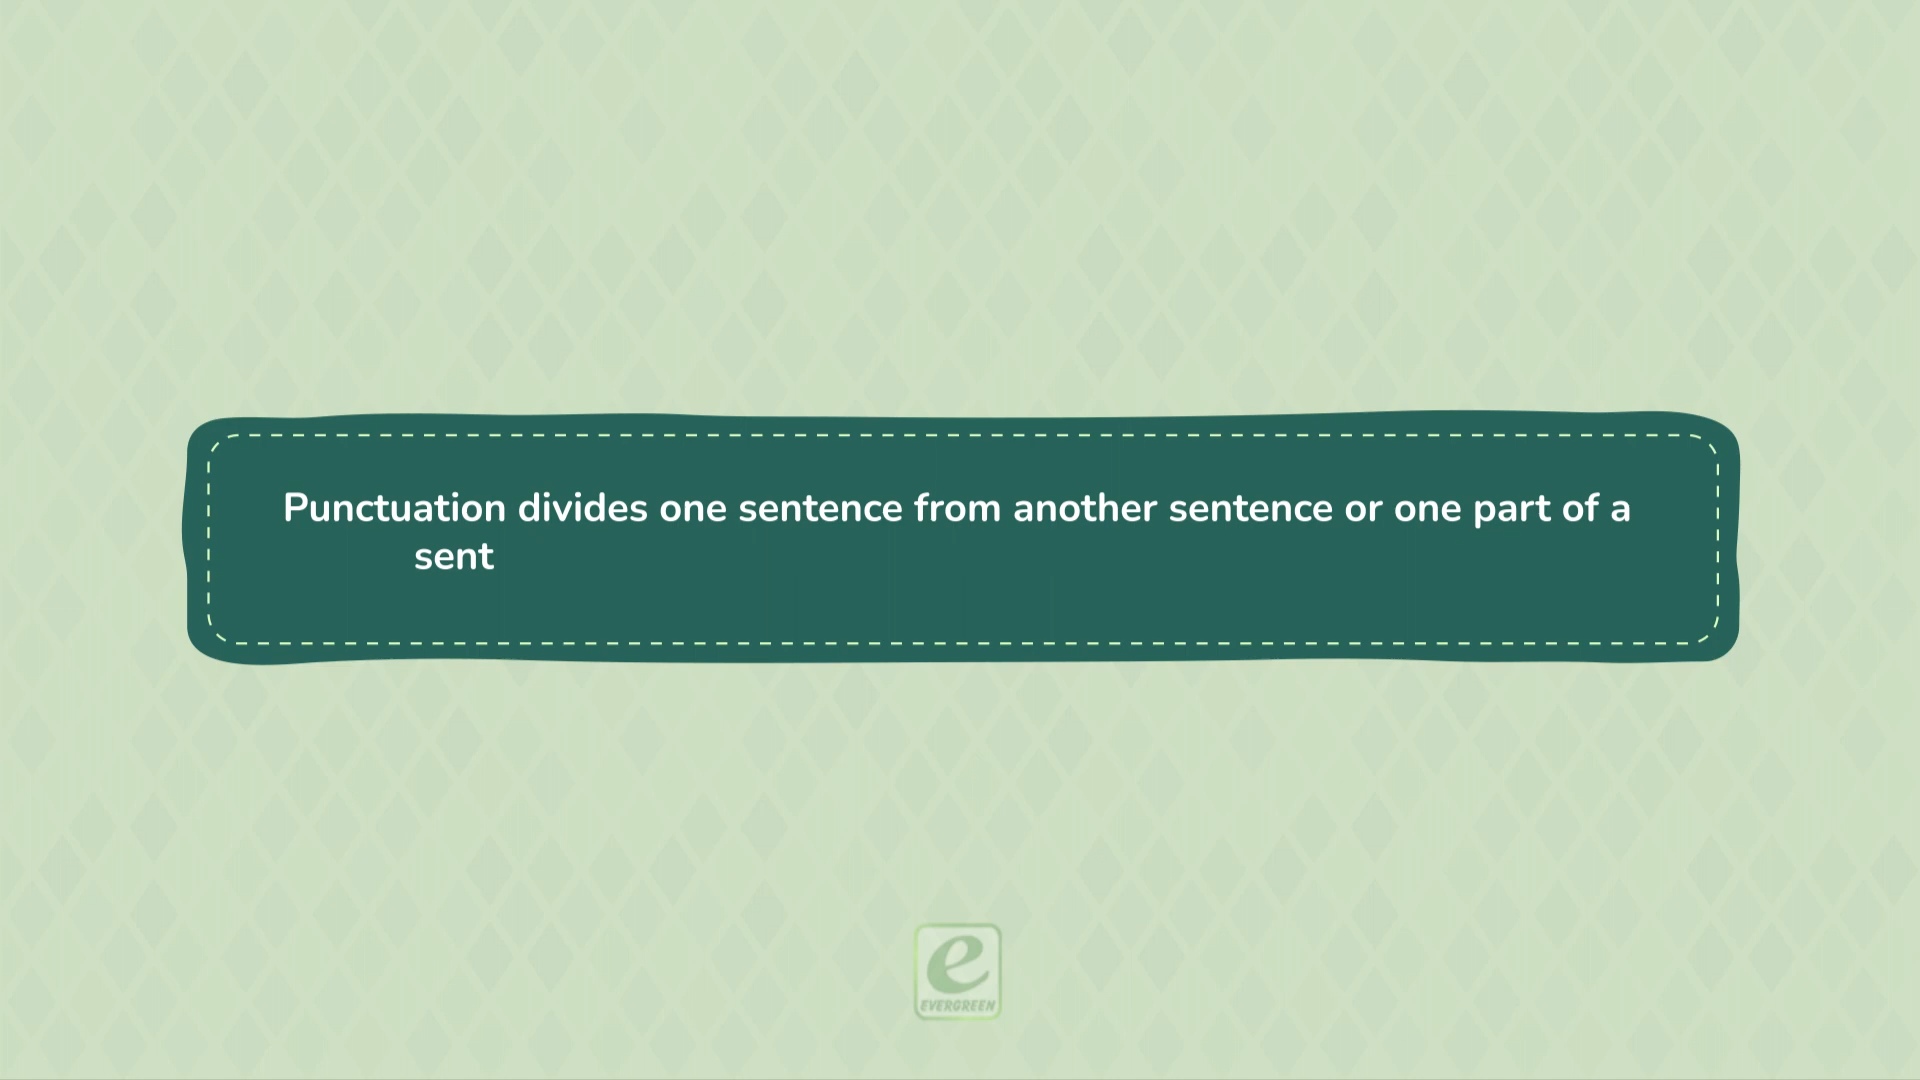 Punctuation divides one sentence from another sentence or one part of a
sent
e
EVERGREEN